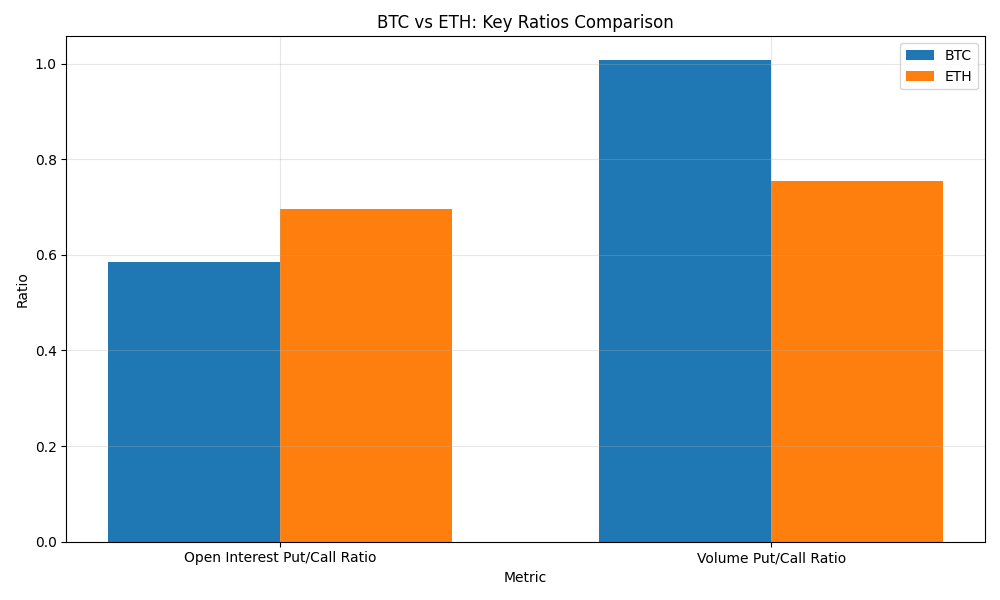 BTC vs ETH: Key Ratios Comparison
BTC
ETH
1.0
0.8
0.6
0.4
0.2
0.0
Ratio
Open Interest Put/Call Ratio
Volume Put/Call Ratio
Metric